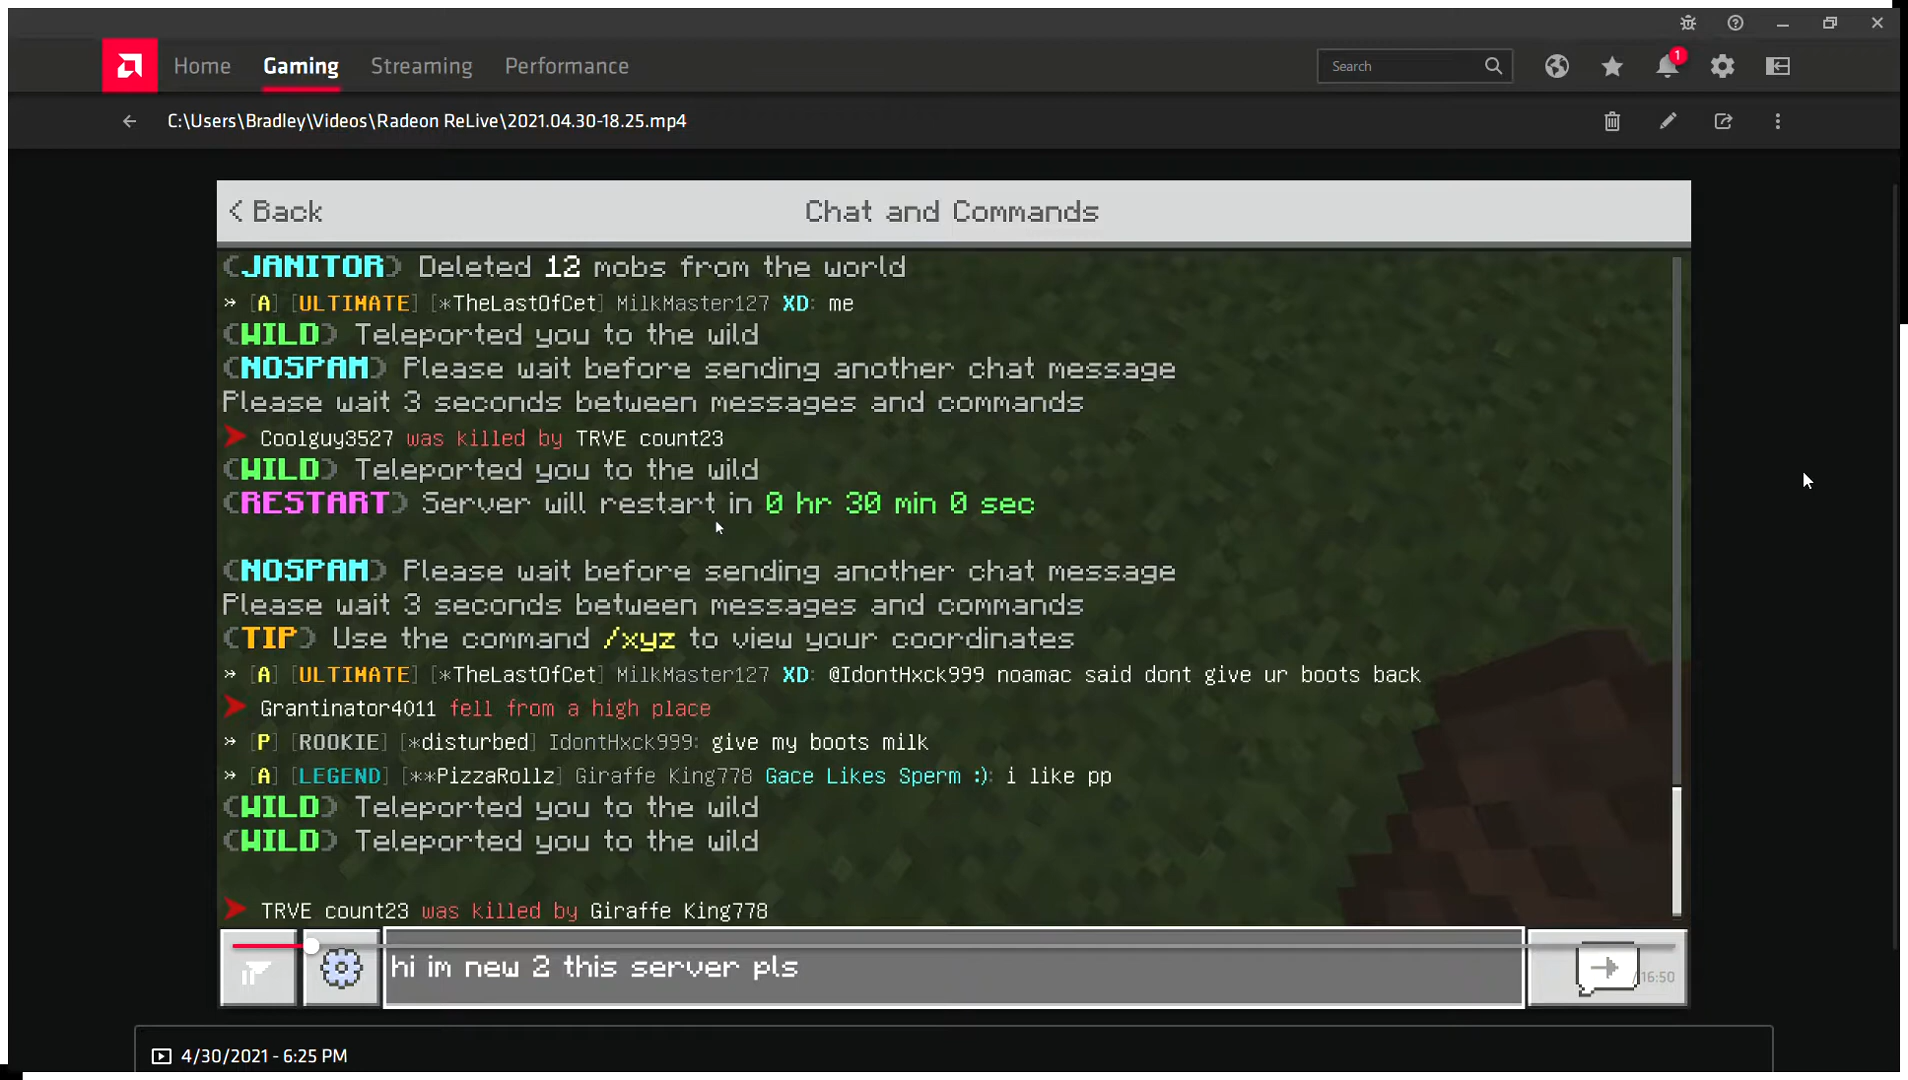 Home Gaming Streaming Performance Search 1
C:\Users\Bradley\Videos\Radeon ReLive\2021.04.30-18.25.mp4
< Back Chat and Commands
(JANITOR) Deleted 12 mobs from the world
» [A] [ULTIMATE] [*TheLastOfCet] MilkMaster127 XD: me
(WILD) Teleported you to the wild
(NOSPAM) Please wait before sending another chat message
Please wait 3 seconds between messages and commands
Coolguy3527 was killed by TRVE count23
(WILD) Teleported you to the wild
(RESTART) Server will restart in 0 hr 30 min 0 sec
(NOSPAM) Please wait before sending another chat message
Please wait 3 seconds between messages and commands
(TIP) Use the command /xyz to view your coordinates
» [A] [ULTIMATE] [*TheLastOfCet] MilkMaster127 XD: @IdontHxck999 noamac said dont give ur boots back
Grantinator4011 fell from a high place
» [P] [ROOKIE] [*disturbed] IdontHxck999: give my boots milk
» [A] [LEGEND] [**PizzaRollz] Giraffe King778 Gace Likes Sperm :): i like pp
(WILD) Teleported you to the wild
(WILD) Teleported you to the wild
TRVE count23 was killed by Giraffe King778
hi im new 2 this server pls
/16:50
4/30/2021 - 6:25 PM